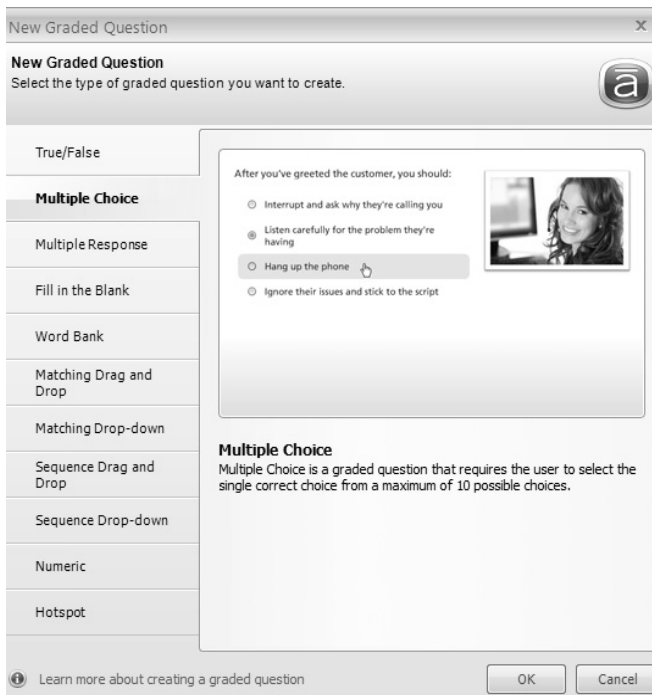 New Graded Question
X
New Graded Question
Select the type of graded question you want to create.
ā
True/False
Multiple Choice
Multiple Response
Fill in the Blank
Word Bank
Matching Drag and
Drop
Matching Drop-down
Sequence Drag and
Drop
Sequence Drop-down
Numeric
Hotspot
After you've greeted the customer, you should:
Interrupt and ask why they're calling you
Listen carefully for the problem they're
having
Hang up the phone
Ignore their issues and stick to the script
Multiple Choice
Multiple Choice is a graded question that requires the user to select the
single correct choice from a maximum of 10 possible choices.
Learn more about creating a graded question
OK
Cancel